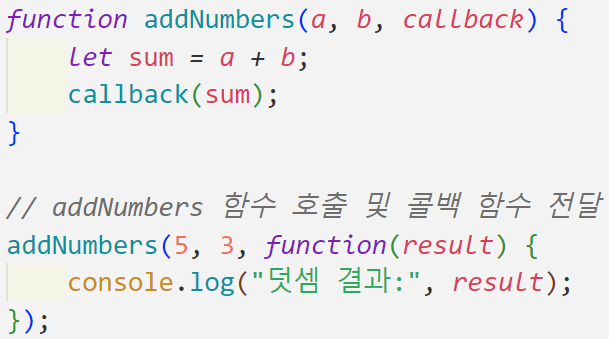 function addNumbers(a, b, callback) {
    let sum = a + b;
    callback(sum);
}

// addNumbers 함수 호출 및 콜백 함수 전달
addNumbers(5, 3, function(result) {
    console.log("덧셈 결과:", result);
});